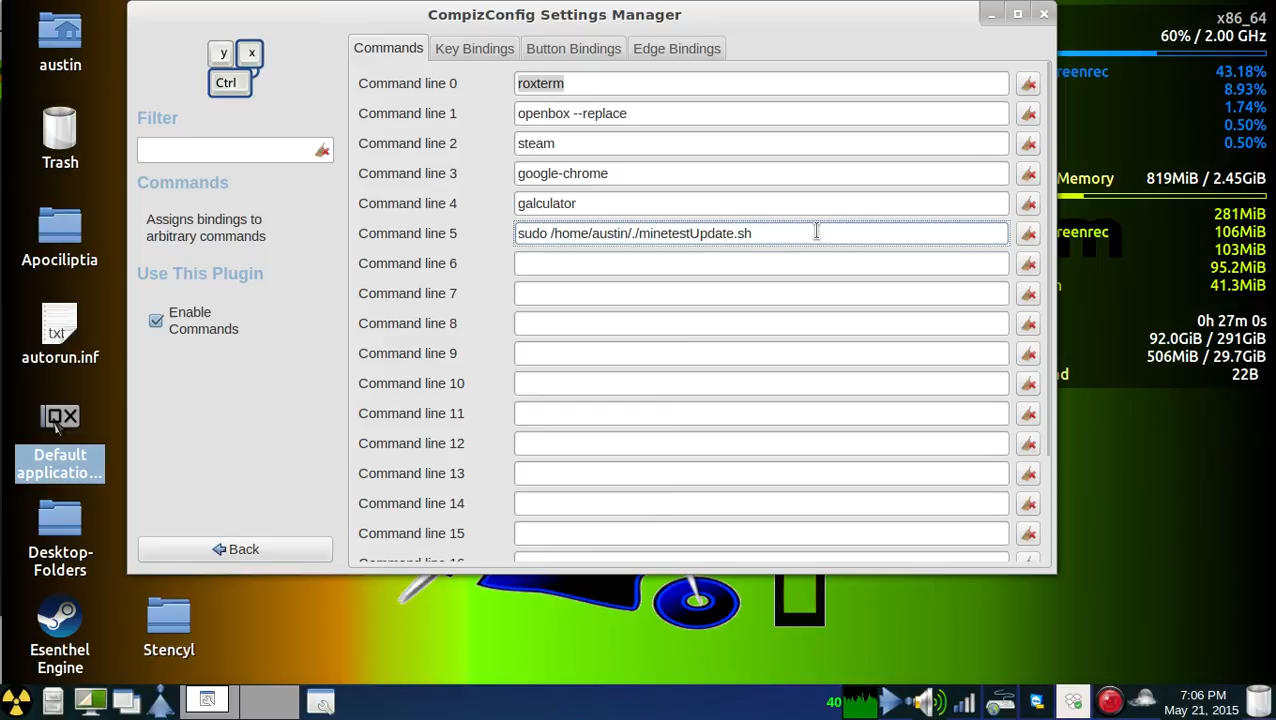 CompizConfig Settings Manager
y
x
Ctrl
Filter
Commands
Assigns bindings to
arbitrary commands
Use This Plugin
Enable
Commands
Back
Commands
Key Bindings
Button Bindings
Edge Bindings
Command line 0
roxterm
Command line 1
openbox --replace
Command line 2
steam
Command line 3
google-chrome
Command line 4
galculator
Command line 5
sudo /home/austin/./minetestUpdate.sh
Command line 6
Command line 7
Command line 8
Command line 9
Command line 10
Command line 11
Command line 12
Command line 13
Command line 14
Command line 15
austin
Trash
Apociliptia
txt
autorun.inf
Default
applicatio...
Desktop-
Folders
Esenthel
Engine
Stencyl
x86_64
60% / 2.00 GHz
reenrec
43.18%
8.93%
1.74%
0.50%
0.50%
Memory
819MiB / 2.45GiB
281MiB
reenrec
106MiB
103MiB
95.2MiB
41.3MiB
0h 27m 0s
92.0GiB / 291GiB
506MiB / 29.7GiB
22B
40
7:06 PM
May 21, 2015